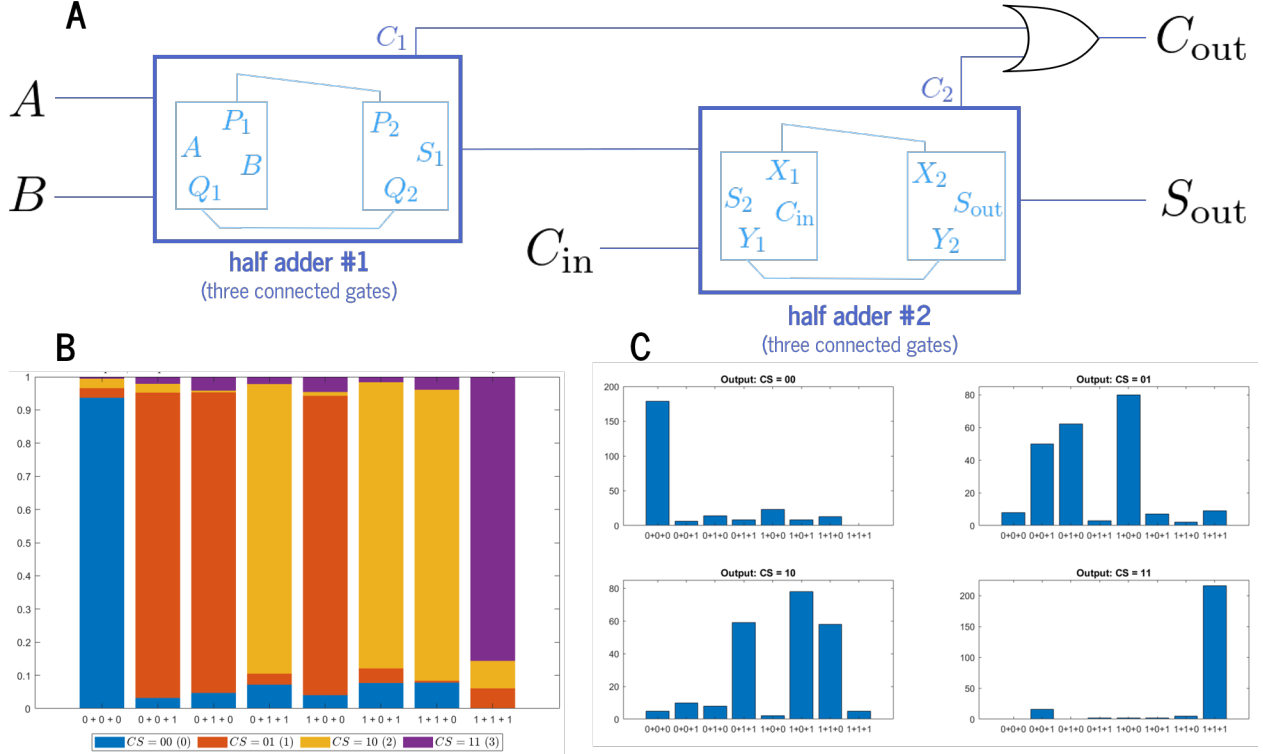 A
C₁
C_out
A
P₁
P₂
A
B
S₁
Q₁
Q₂
B
half adder #1
(three connected gates)
C₂
X₁
X₂
S₂
C_in
S_out
Y₁
Y₂
S_out
C_in
half adder #2
(three connected gates)
B
1
0.9
0.8
0.7
0.6
0.5
0.4
0.3
0.2
0.1
0
0 + 0 + 0
0 + 0 + 1
0 + 1 + 0
0 + 1 + 1
1 + 0 + 0
1 + 0 + 1
1 + 1 + 0
1 + 1 + 1
CS = 00 (0)
CS = 01 (1)
CS = 10 (2)
CS = 11 (3)
C
Output: CS = 00
200
150
100
50
0
0+0+0 0+0+1 0+1+0 0+1+1 1+0+0 1+0+1 1+1+0 1+1+1
Output: CS = 01
80
60
40
20
0
0+0+0 0+0+1 0+1+0 0+1+1 1+0+0 1+0+1 1+1+0 1+1+1
Output: CS = 10
80
60
40
20
0
0+0+0 0+0+1 0+1+0 0+1+1 1+0+0 1+0+1 1+1+0 1+1+1
Output: CS = 11
200
150
100
50
0
0+0+0 0+0+1 0+1+0 0+1+1 1+0+0 1+0+1 1+1+0 1+1+1